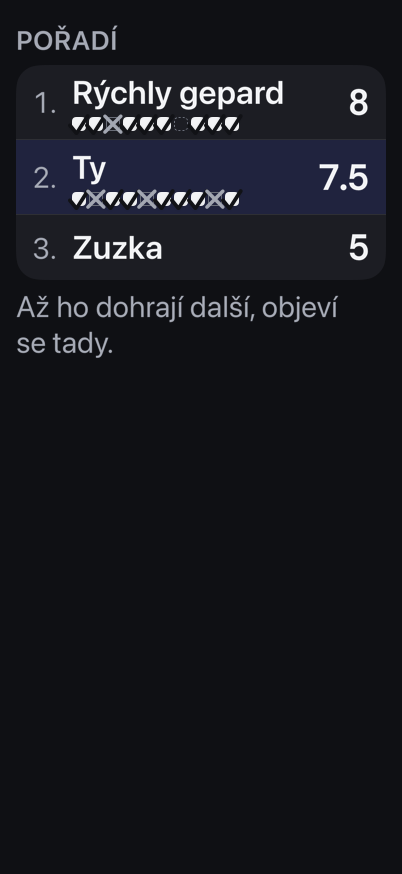 POŘADÍ
1. Rýchly gepard 8
2. Ty 7.5
3. Zuzka 5
Až ho dohrají další, objeví
se tady.